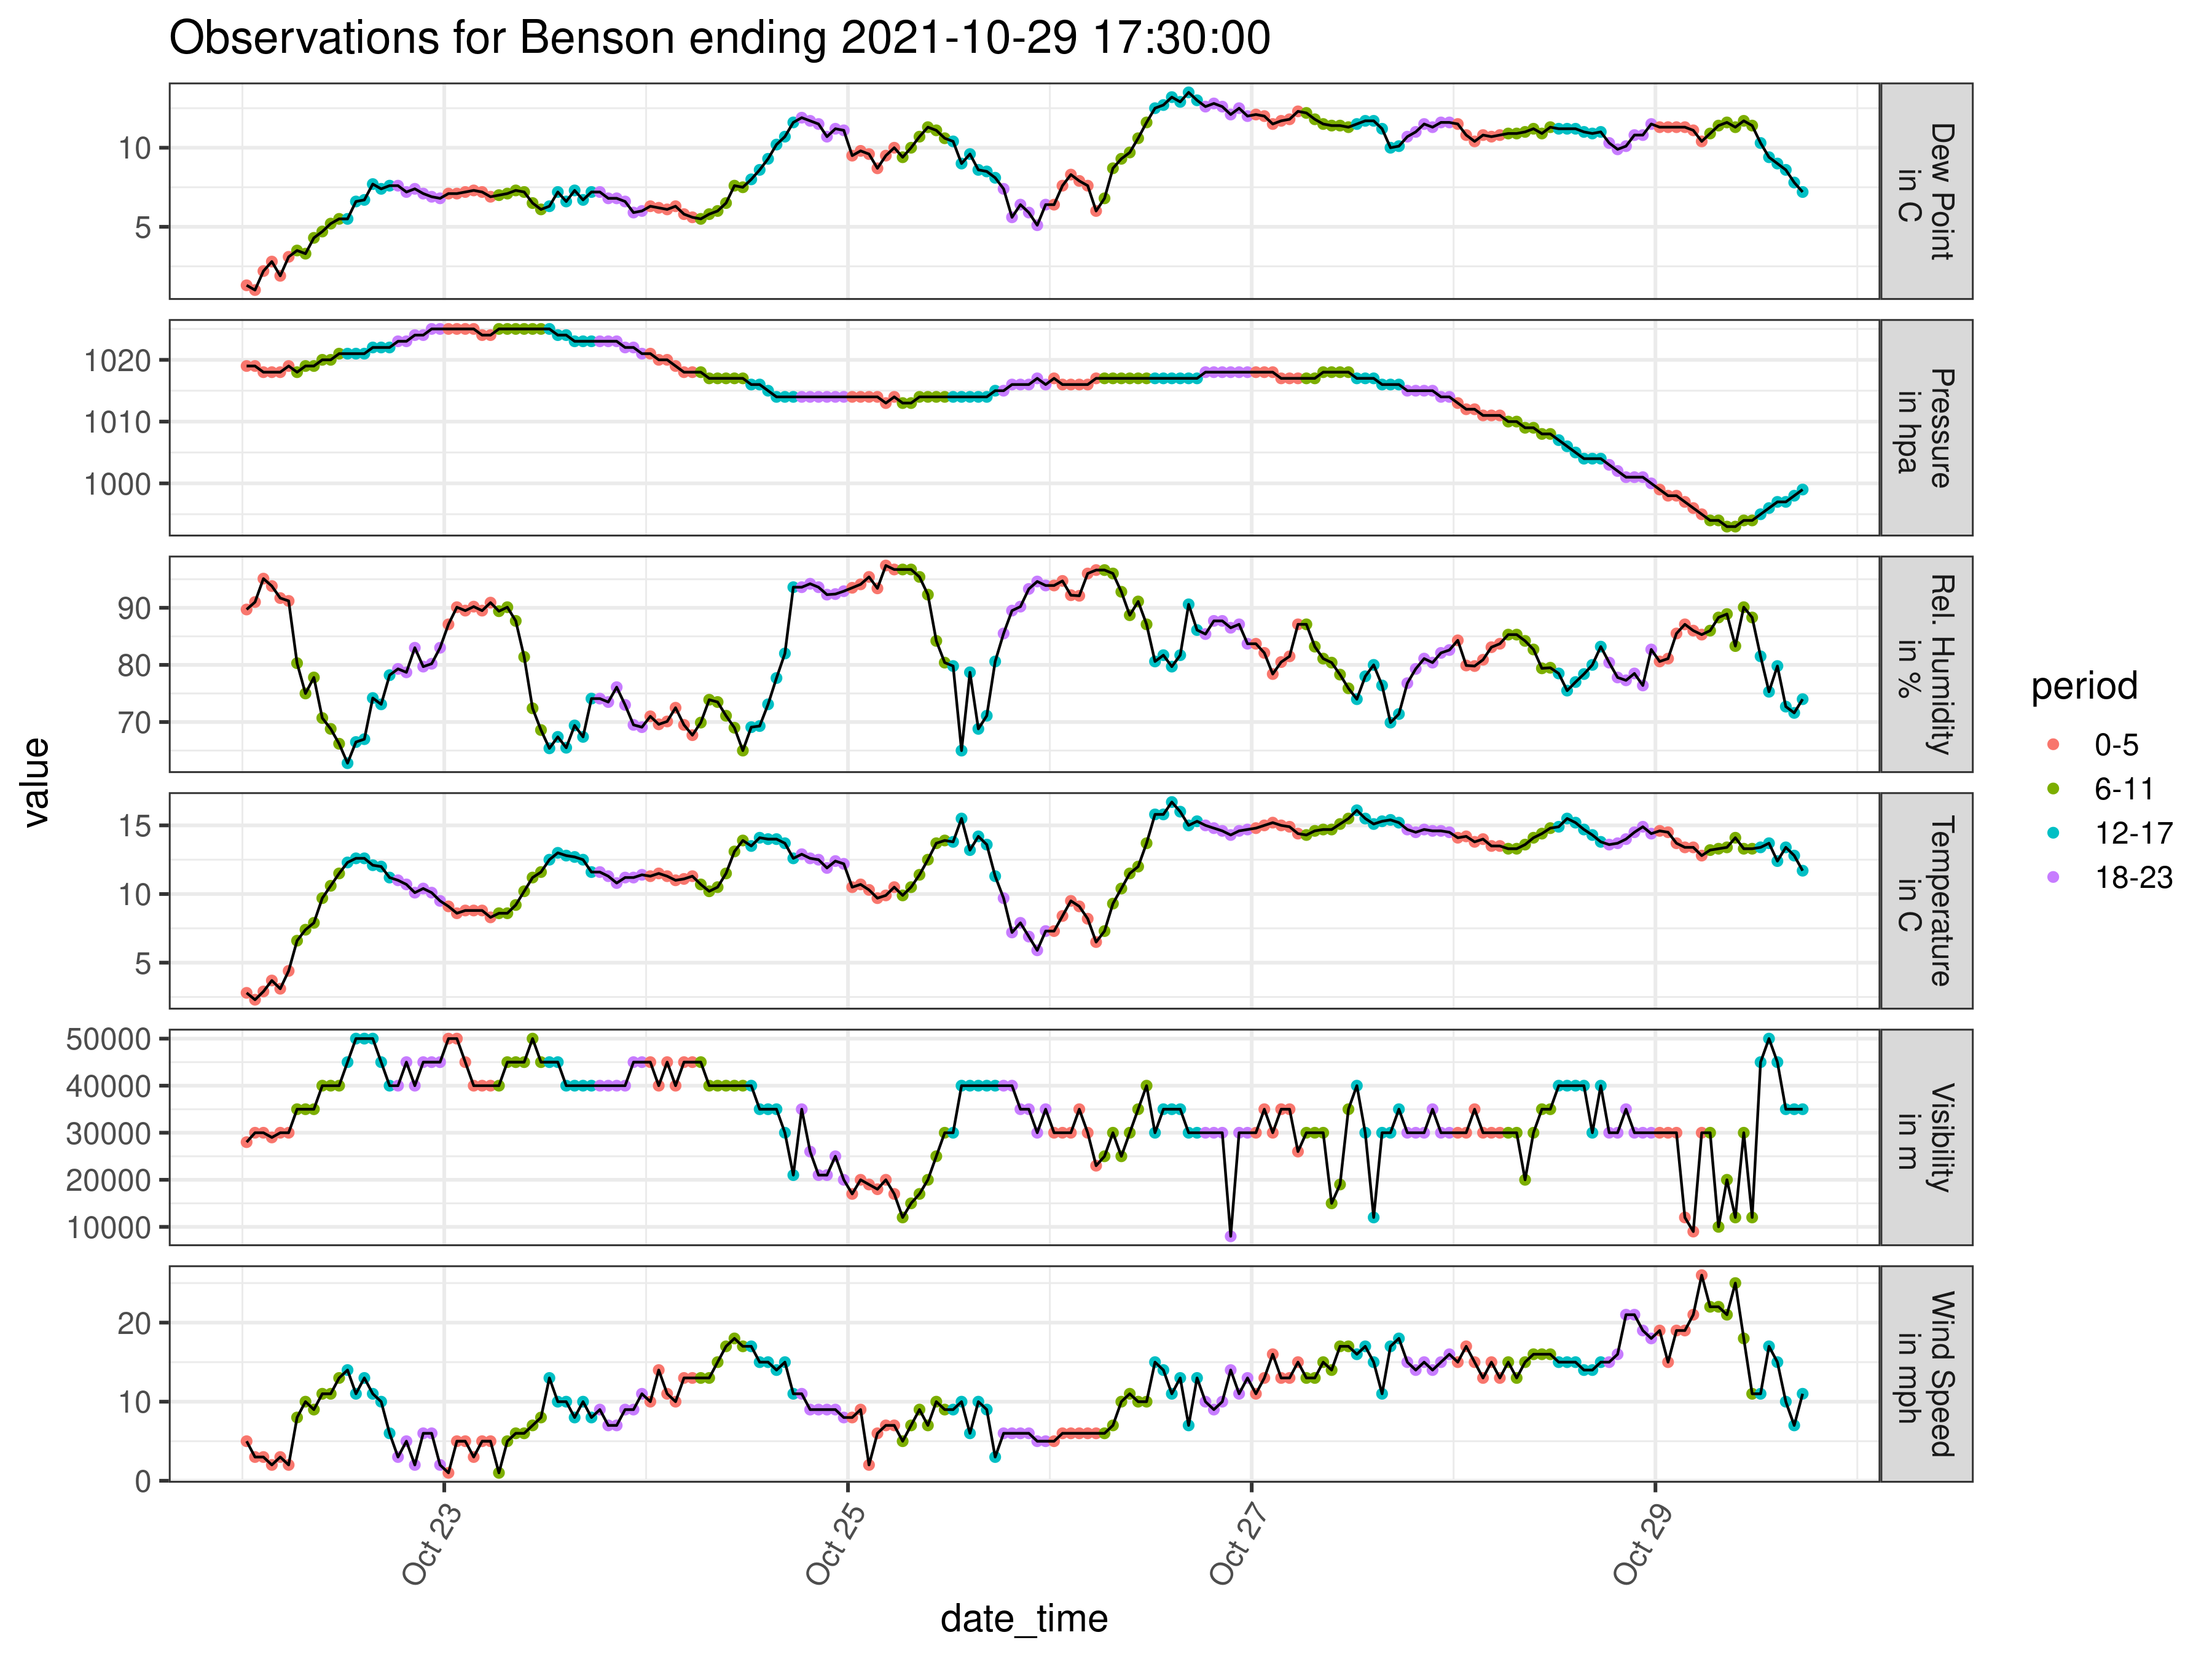 Observations for Benson ending 2021-10-29 17:30:00
value
10
5
Dew Point
in C
1020
1010
1000
Pressure
in hpa
90
80
70
Rel. Humidity
in %
15
10
5
Temperature
in C
50000
40000
30000
20000
10000
Visibility
in m
20
10
0
Wind Speed
in mph
Oct 23
Oct 25
Oct 27
Oct 29
date_time
period
0-5
6-11
12-17
18-23